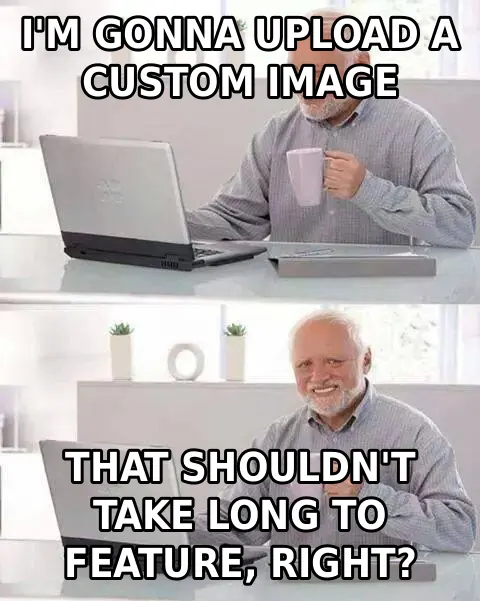 I'M GONNA UPLOAD A
CUSTOM IMAGE
THAT SHOULDN'T
TAKE LONG TO
FEATURE, RIGHT?